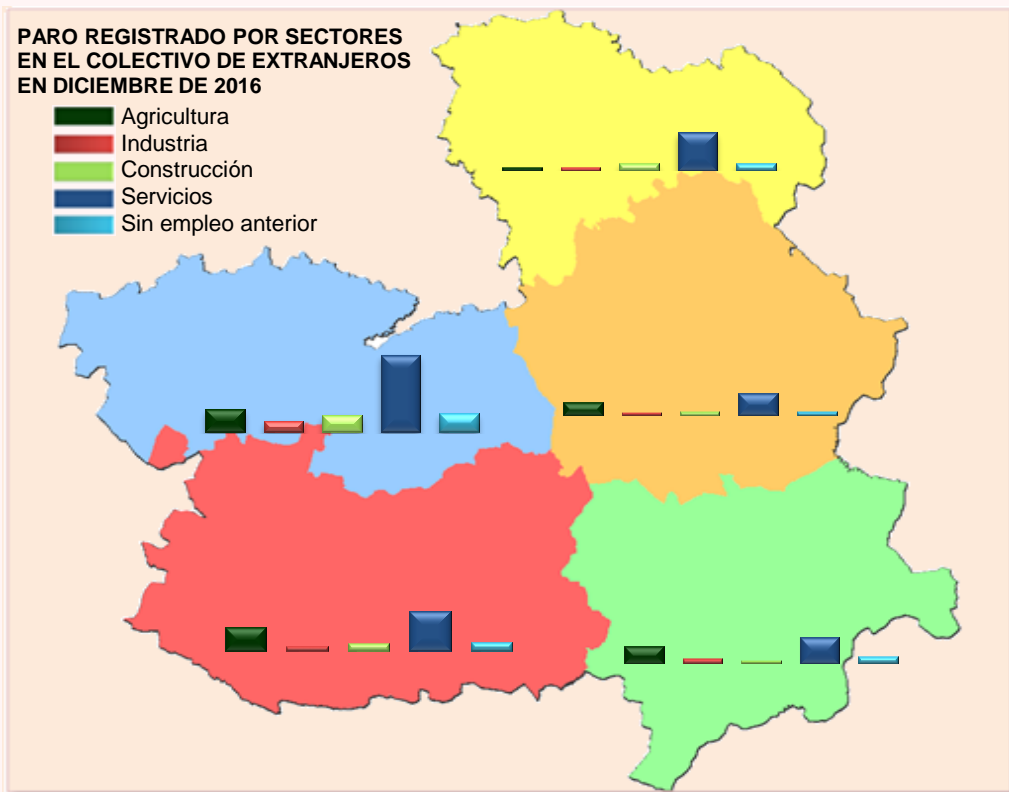 PARO REGISTRADO POR SECTORES
EN EL COLECTIVO DE EXTRANJEROS
EN DICIEMBRE DE 2016
Agricultura
Industria
Construcción
Servicios
Sin empleo anterior